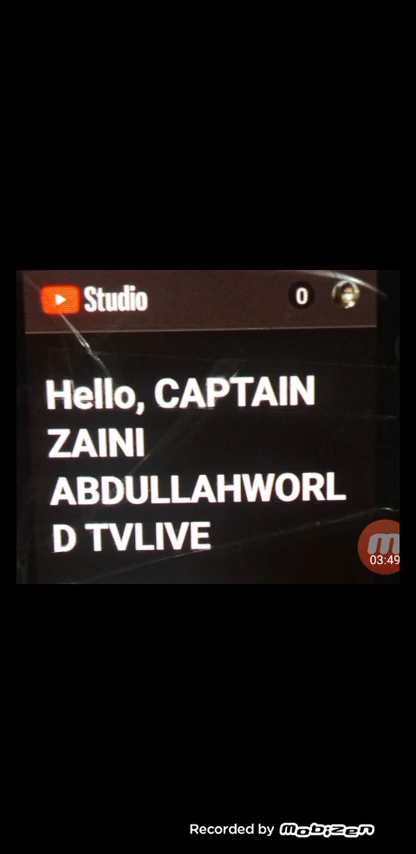 Studio
0
Hello, CAPTAIN
ZAINI
ABDULLAHWORL
D TVLIVE
m
03:49
Recorded by Mobizen